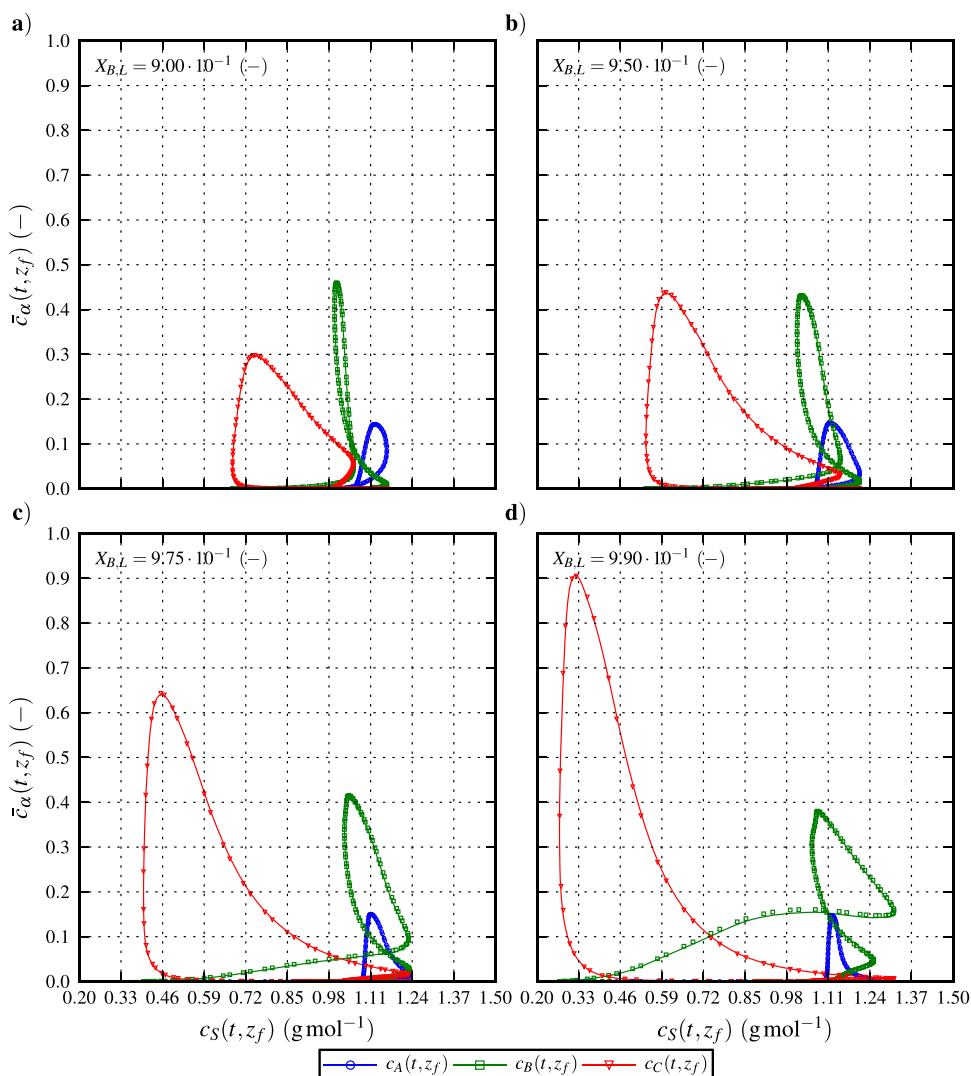 a) b)
X_{B,L} = 9.00 · 10⁻¹ (−) X_{B,L} = 9.50 · 10⁻¹ (−)
1.0
0.9
0.8
0.7
0.6
0.5
0.4
0.3
0.2
0.1
0.0
c̄_α(t, z_f) (−)
c) d)
X_{B,L} = 9.75 · 10⁻¹ (−) X_{B,L} = 9.90 · 10⁻¹ (−)
1.0
0.9
0.8
0.7
0.6
0.5
0.4
0.3
0.2
0.1
0.0
c̄_α(t, z_f) (−)
0.20 0.33 0.46 0.59 0.72 0.85 0.98 1.11 1.24 1.37 1.50
0.20 0.33 0.46 0.59 0.72 0.85 0.98 1.11 1.24 1.37 1.50
c_S(t, z_f) (g mol⁻¹) c_S(t, z_f) (g mol⁻¹)
c_A(t, z_f) c_B(t, z_f) c_C(t, z_f)